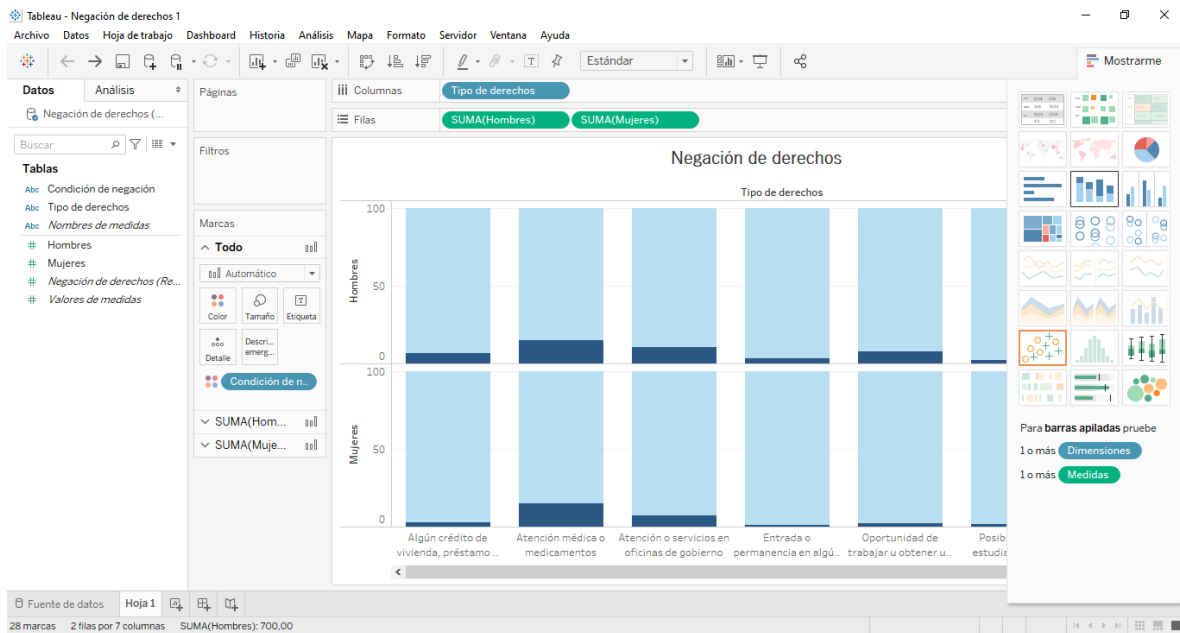 Tableau - Negación de derechos 1
Archivo Datos Hoja de trabajo Dashboard Historia Análisis Mapa Formato Servidor Ventana Ayuda
Estándar
Mostrarme
Datos Análisis
Negación de derechos (...
Buscar
Tablas
Abc Condición de negación
Abc Tipo de derechos
Abc Nombres de medidas
# Hombres
# Mujeres
# Negación de derechos (Re...
# Valores de medidas
Páginas
Filtros
Marcas
Todo
Automático
Color Tamaño Etiqueta
Detalle Descri... emerg...
Condición de n..
SUMA(Hom...
SUMA(Muje...
Columnas Tipo de derechos
Filas SUMA(Hombres) SUMA(Mujeres)
Negación de derechos
Tipo de derechos
100
50
0
Hombres
100
50
0
Mujeres
Algún crédito de vivienda, préstamo ..
Atención médica o medicamentos
Atención o servicios en oficinas de gobierno
Entrada o permanencia en algú..
Oportunidad de trabajar u obtener u..
Posib
estudia
Para barras apiladas pruebe
1 o más Dimensiones
1 o más Medidas
Fuente de datos Hoja 1
28 marcas 2 filas por 7 columnas SUMA(Hombres): 700,00